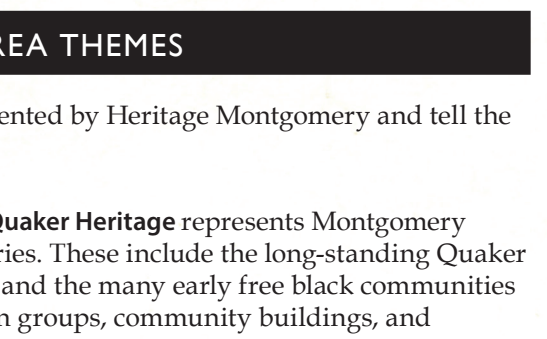 REA THEMES
ented by Heritage Montgomery and tell the
Quaker Heritage represents Montgomery
ries. These include the long-standing Quaker
and the many early free black communities
n groups, community buildings, and